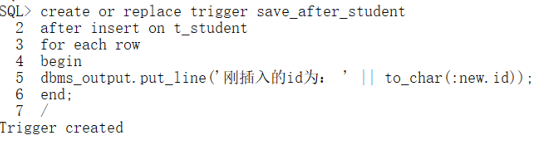 SQL> create or replace trigger save_after_student
2 after insert on t_student
3 for each row
4 begin
5 dbms_output.put_line('刚插入的id为： ' || to_char(:new.id));
6 end;
7 /
Trigger created